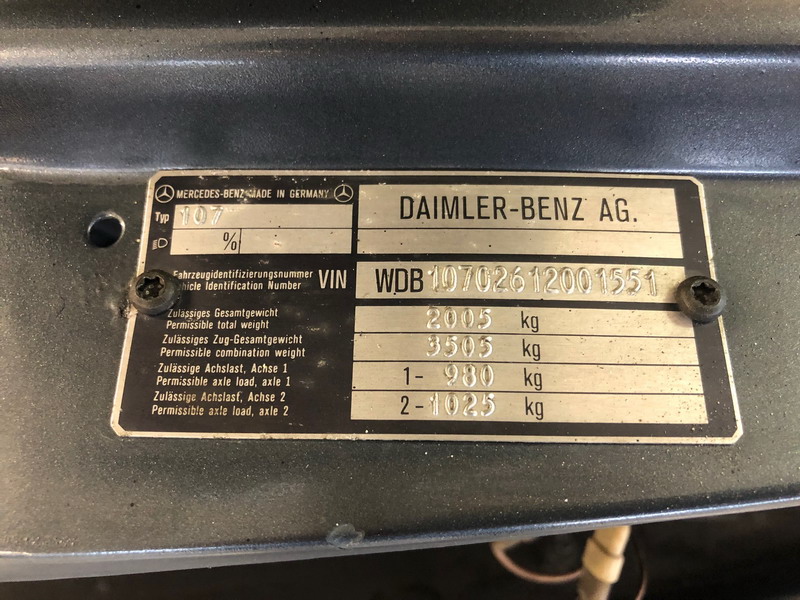 MERCEDES-BENZ MADE IN GERMANY
Typ 107
DAIMLER-BENZ AG.
%
Fahrzeugidentifizierungsnummer
Vehicle Identification Number
VIN WDB10702612001551
Zulässiges Gesamtgewicht
Permissible total weight
2005 kg
Zulässiges Zug-Gesamtgewicht
Permissible combination weight
3505 kg
Zulässige Achslast, Achse 1
Permissible axle load, axle 1
1- 980 kg
Zulässige Achslast, Achse 2
Permissible axle load, axle 2
2-1025 kg